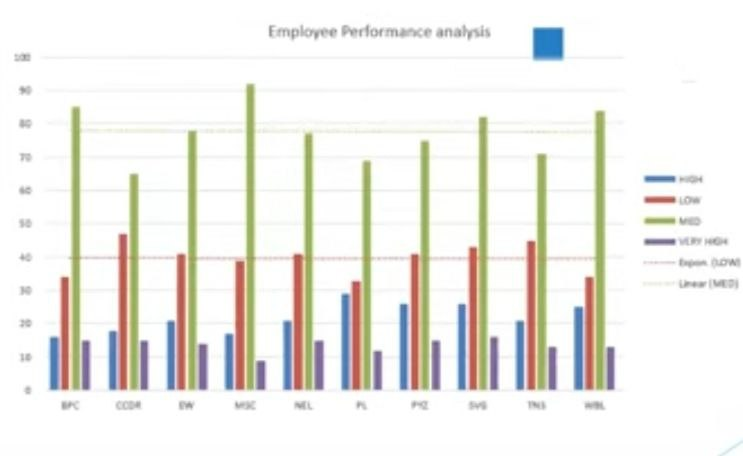 Employee Performance analysis
100
90
80
70
60
50
40
30
20
10
0
BPC CCDR EW MSC NEL PL PYZ SVG TNS WBL
HIGH
LOW
MED
VERY HIGH
Expon. (LOW)
Linear (MED)